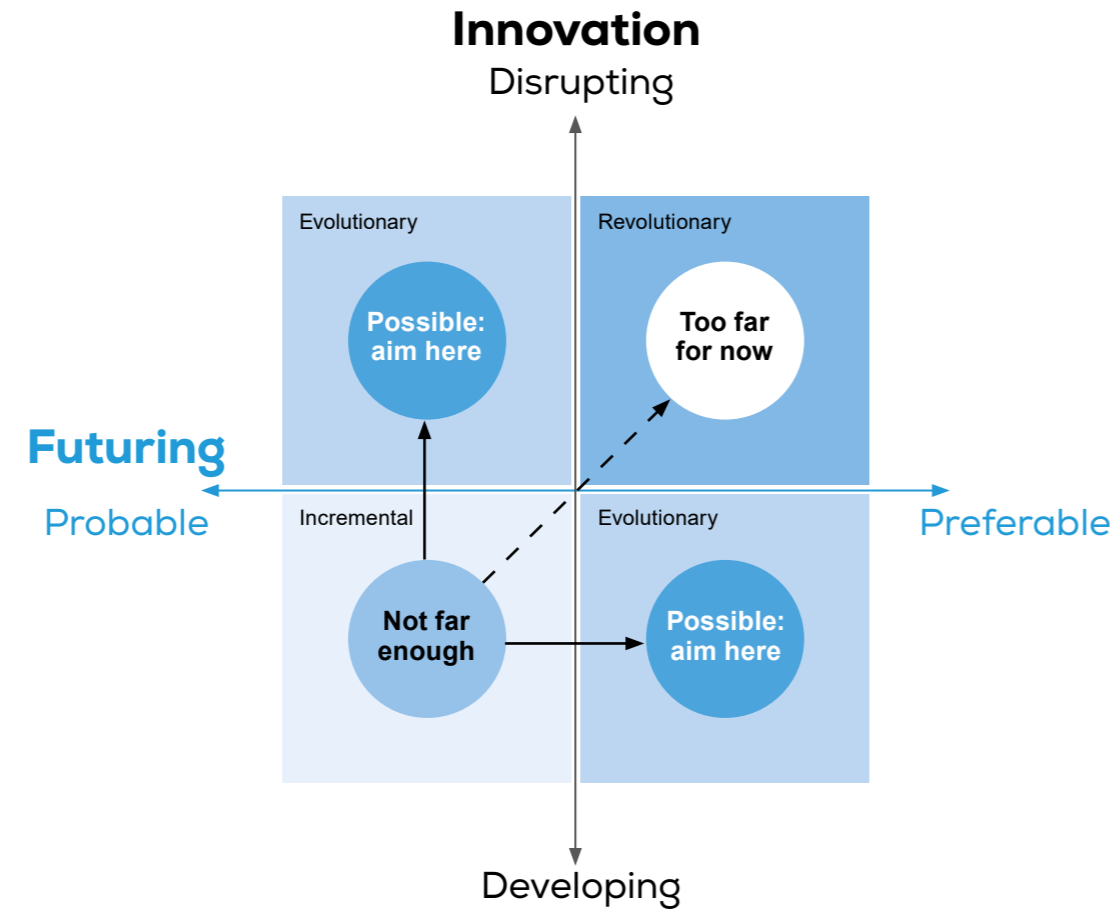 Innovation
Disrupting
Evolutionary
Revolutionary
Possible:
aim here
Too far
for now
Futuring
Probable
Preferable
Incremental
Evolutionary
Not far
enough
Possible:
aim here
Developing